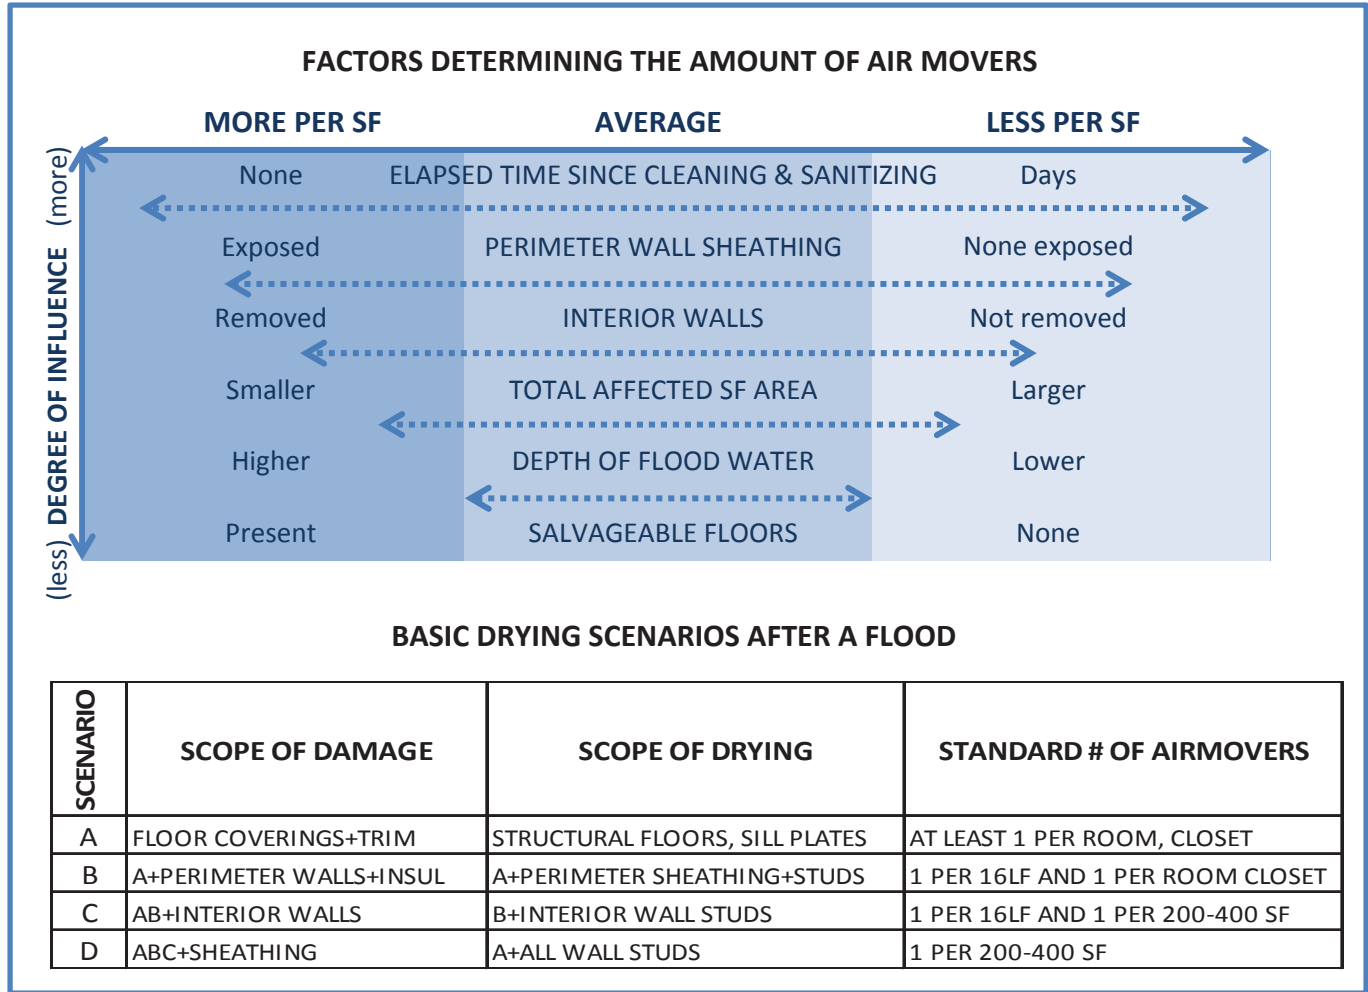 FACTORS DETERMINING THE AMOUNT OF AIR MOVERS
MORE PER SF AVERAGE LESS PER SF
None ELAPSED TIME SINCE CLEANING & SANITIZING Days
Exposed PERIMETER WALL SHEATHING None exposed
Removed INTERIOR WALLS Not removed
Smaller TOTAL AFFECTED SF AREA Larger
Higher DEPTH OF FLOOD WATER Lower
Present SALVAGEABLE FLOORS None
(less) DEGREE OF INFLUENCE (more)
BASIC DRYING SCENARIOS AFTER A FLOOD
SCENARIO SCOPE OF DAMAGE SCOPE OF DRYING STANDARD # OF AIRMOVERS
A FLOOR COVERINGS+TRIM STRUCTURAL FLOORS, SILL PLATES AT LEAST 1 PER ROOM, CLOSET
B A+PERIMETER WALLS+INSUL A+PERIMETER SHEATHING+STUDS 1 PER 16LF AND 1 PER ROOM CLOSET
C AB+INTERIOR WALLS B+INTERIOR WALL STUDS 1 PER 16LF AND 1 PER 200-400 SF
D ABC+SHEATHING A+ALL WALL STUDS 1 PER 200-400 SF